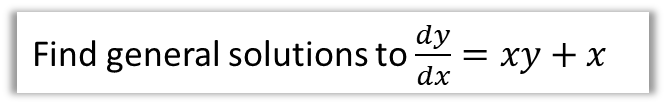 Find general solutions to dy/dx = xy + x